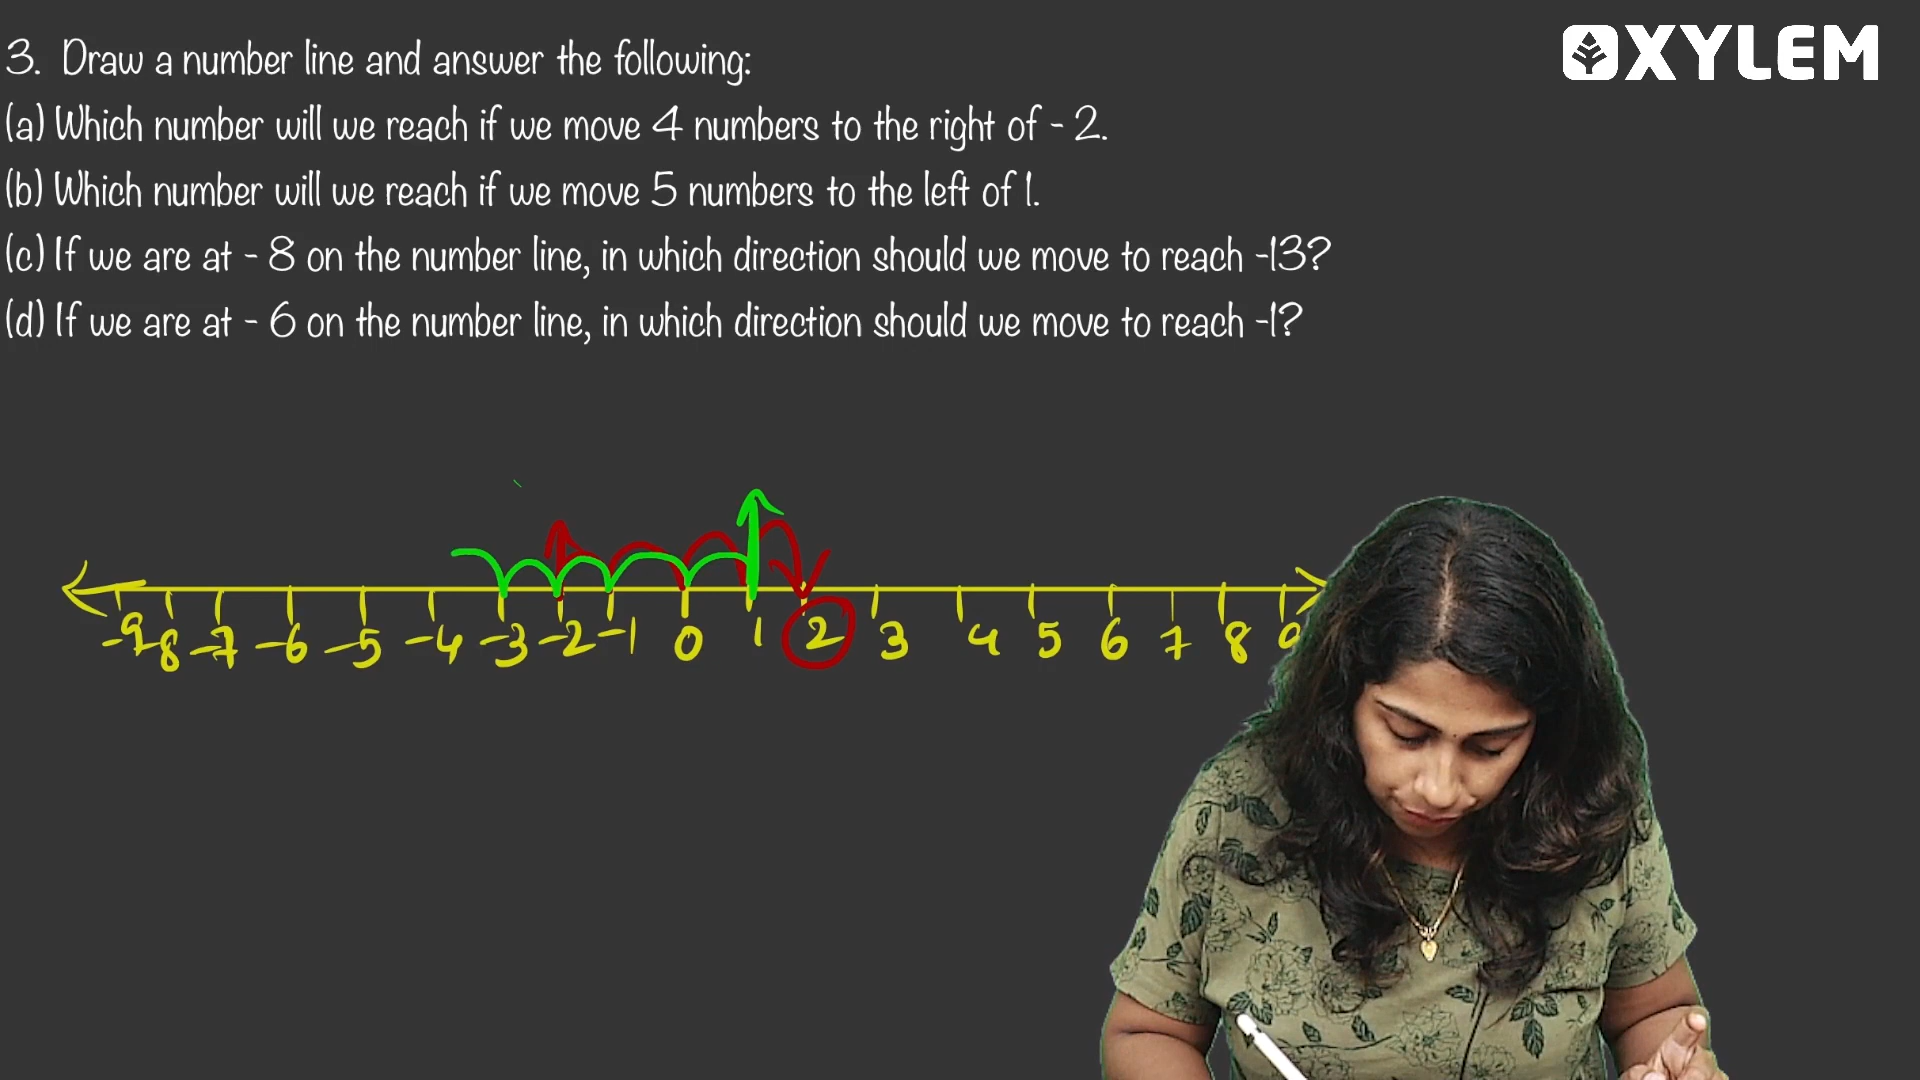 XYLEM
3. Draw a number line and answer the following:
(a) Which number will we reach if we move 4 numbers to the right of - 2.
(b) Which number will we reach if we move 5 numbers to the left of 1.
(c) If we are at - 8 on the number line, in which direction should we move to reach -13?
(d) If we are at - 6 on the number line, in which direction should we move to reach -1?
-9 -8 -7 -6 -5 -4 -3 -2 -1 0 1 2 3 4 5 6 7 8 9